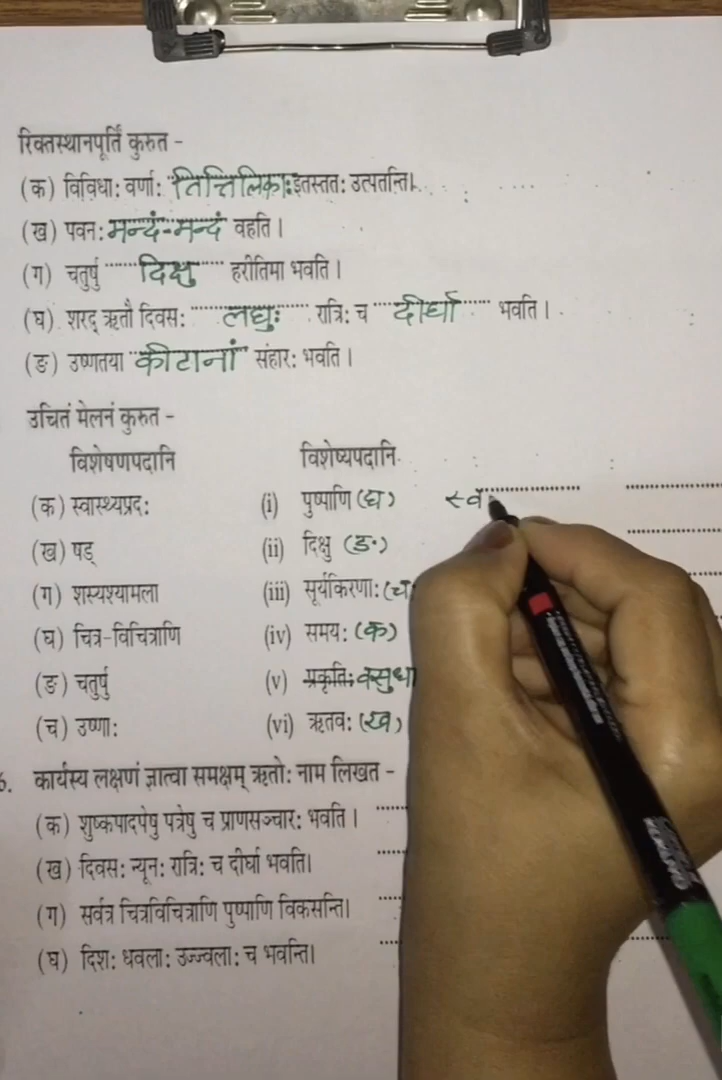 रिक्तस्थानपूर्तिं कुरुत -
(क) विविधा: वर्णा: तित्तिलिका: इतस्तत: उत्पतन्ति।
(ख) पवन: मन्दं-मन्दं वहति ।
(ग) चतुर्षु दिक्षु हरीतिमा भवति ।
(घ) शरद् ऋतौ दिवस: लघुः रात्रि: च दीर्घा भवति ।
(ङ) उष्णतया कीटानां संहार: भवति ।
उचितं मेलनं कुरुत -
विशेषणपदानि विशेष्यपदानि
(क) स्वास्थ्यप्रद: (i) पुष्पाणि (घ) स्व
(ख) षड् (ii) दिक्षु (ङ)
(ग) शस्यश्यामला (iii) सूर्यकिरणा: (च
(घ) चित्र-विचित्राणि (iv) समय: (क)
(ङ) चतुर्षु (v) प्रकृति: वसुधा
(च) उष्णा: (vi) ऋतव: (ख)
6. कार्यस्य लक्षणं ज्ञात्वा समक्षम् ऋतो: नाम लिखत -
(क) शुष्कपादपेषु पत्रेषु च प्राणसञ्चार: भवति ।
(ख) दिवस: न्यून: रात्रि: च दीर्घा भवति।
(ग) सर्वत्र चित्रविचित्राणि पुष्पाणि विकसन्ति।
(घ) दिश: धवला: उज्ज्वला: च भवन्ति।